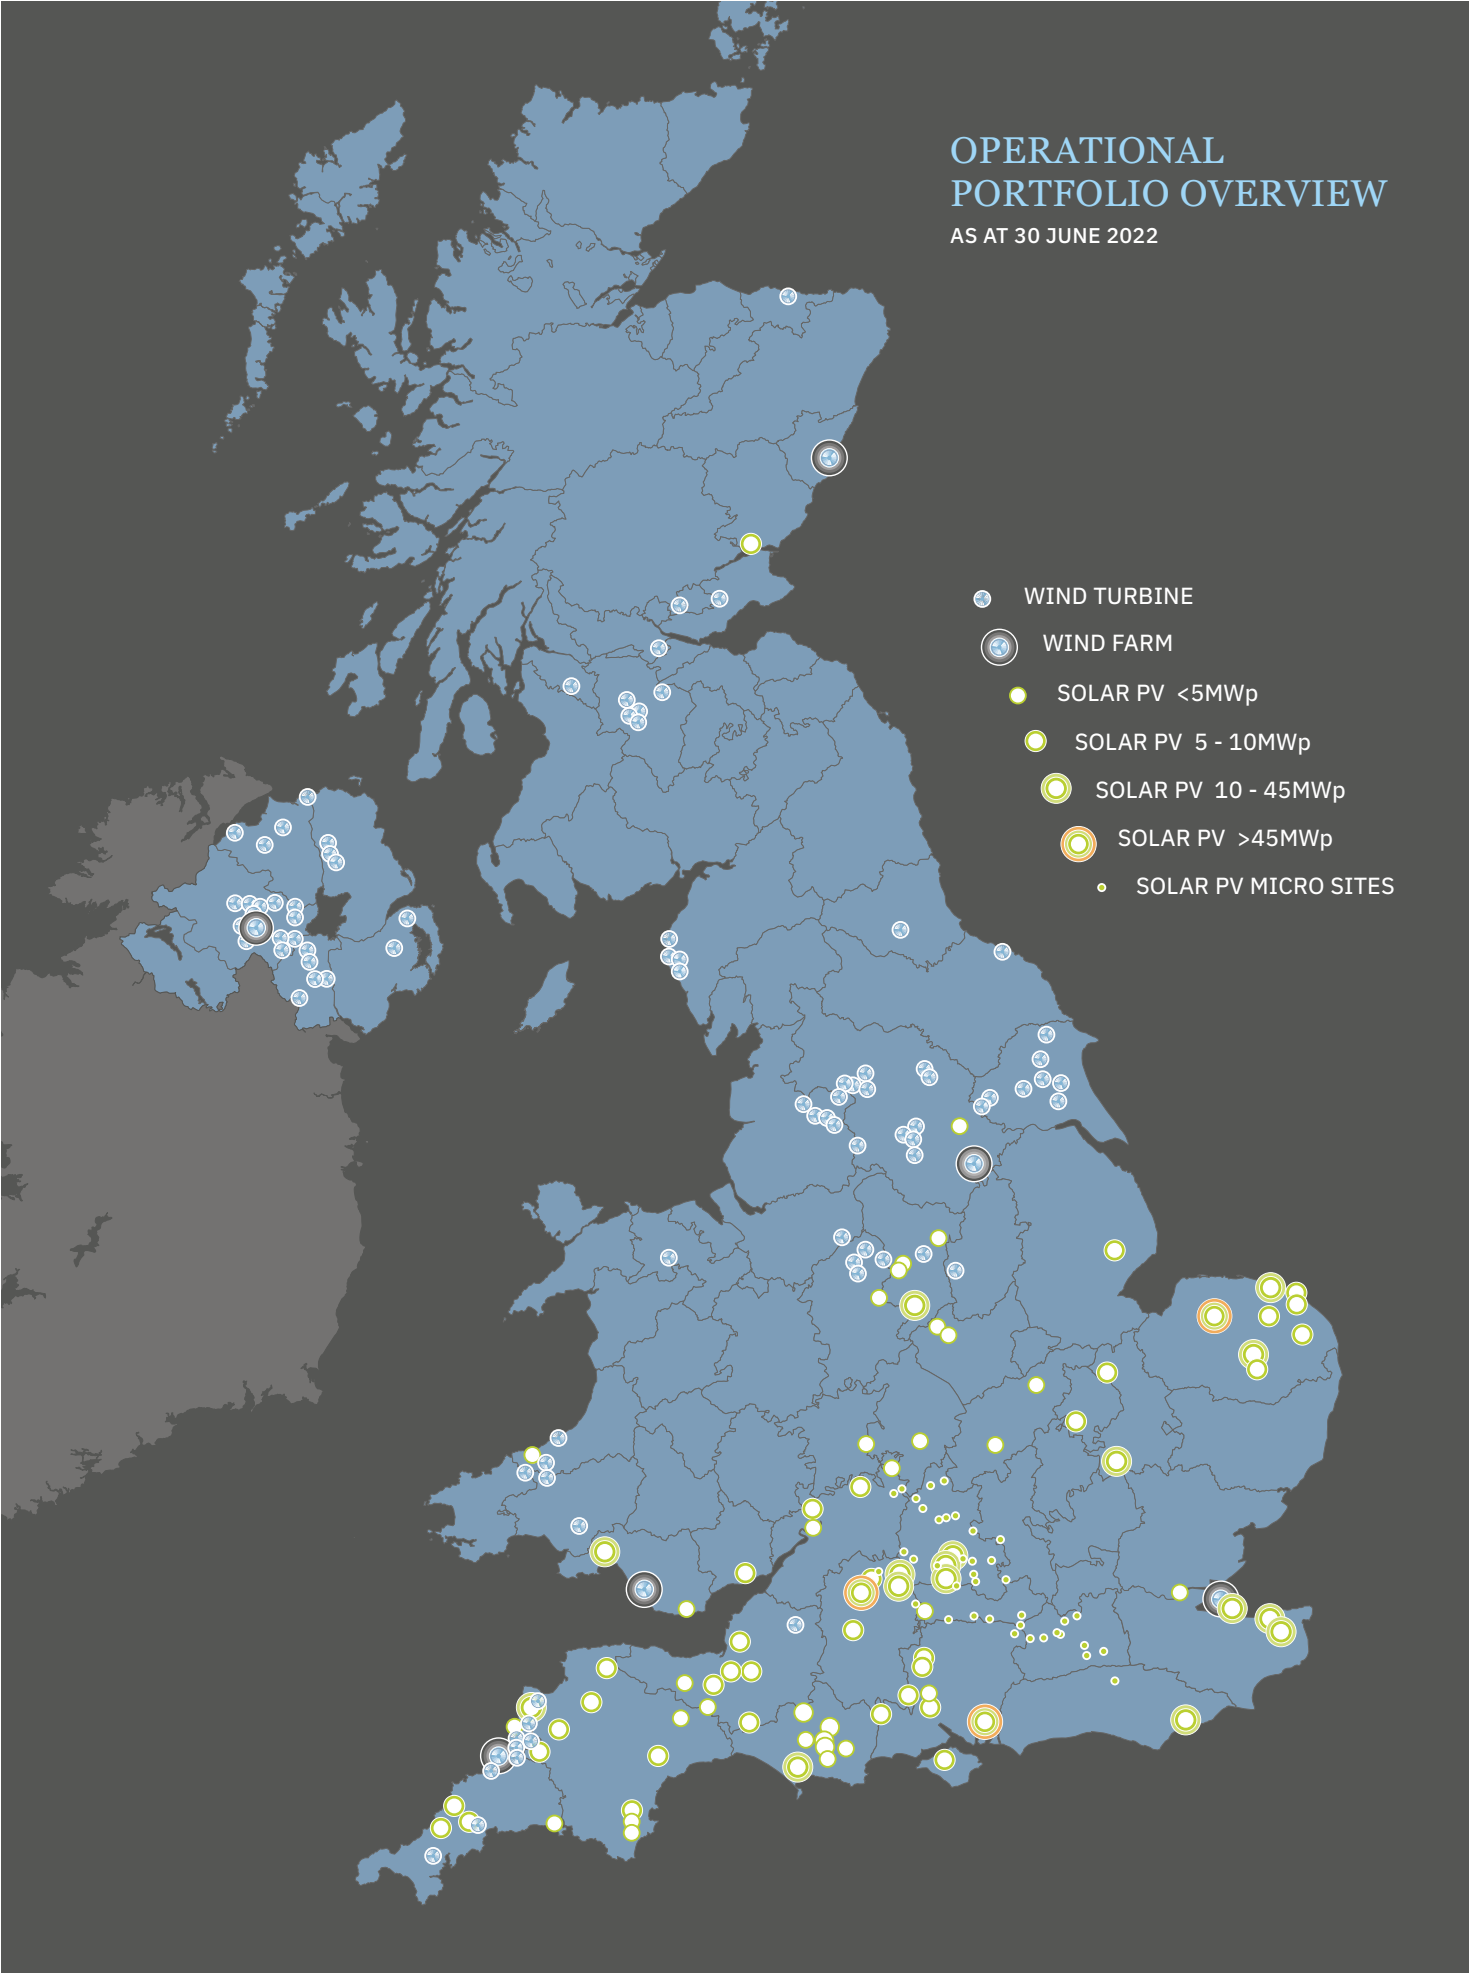 OPERATIONAL
PORTFOLIO OVERVIEW
AS AT 30 JUNE 2022
WIND TURBINE
WIND FARM
SOLAR PV <5MWp
SOLAR PV 5 - 10MWp
SOLAR PV 10 - 45MWp
SOLAR PV >45MWp
SOLAR PV MICRO SITES